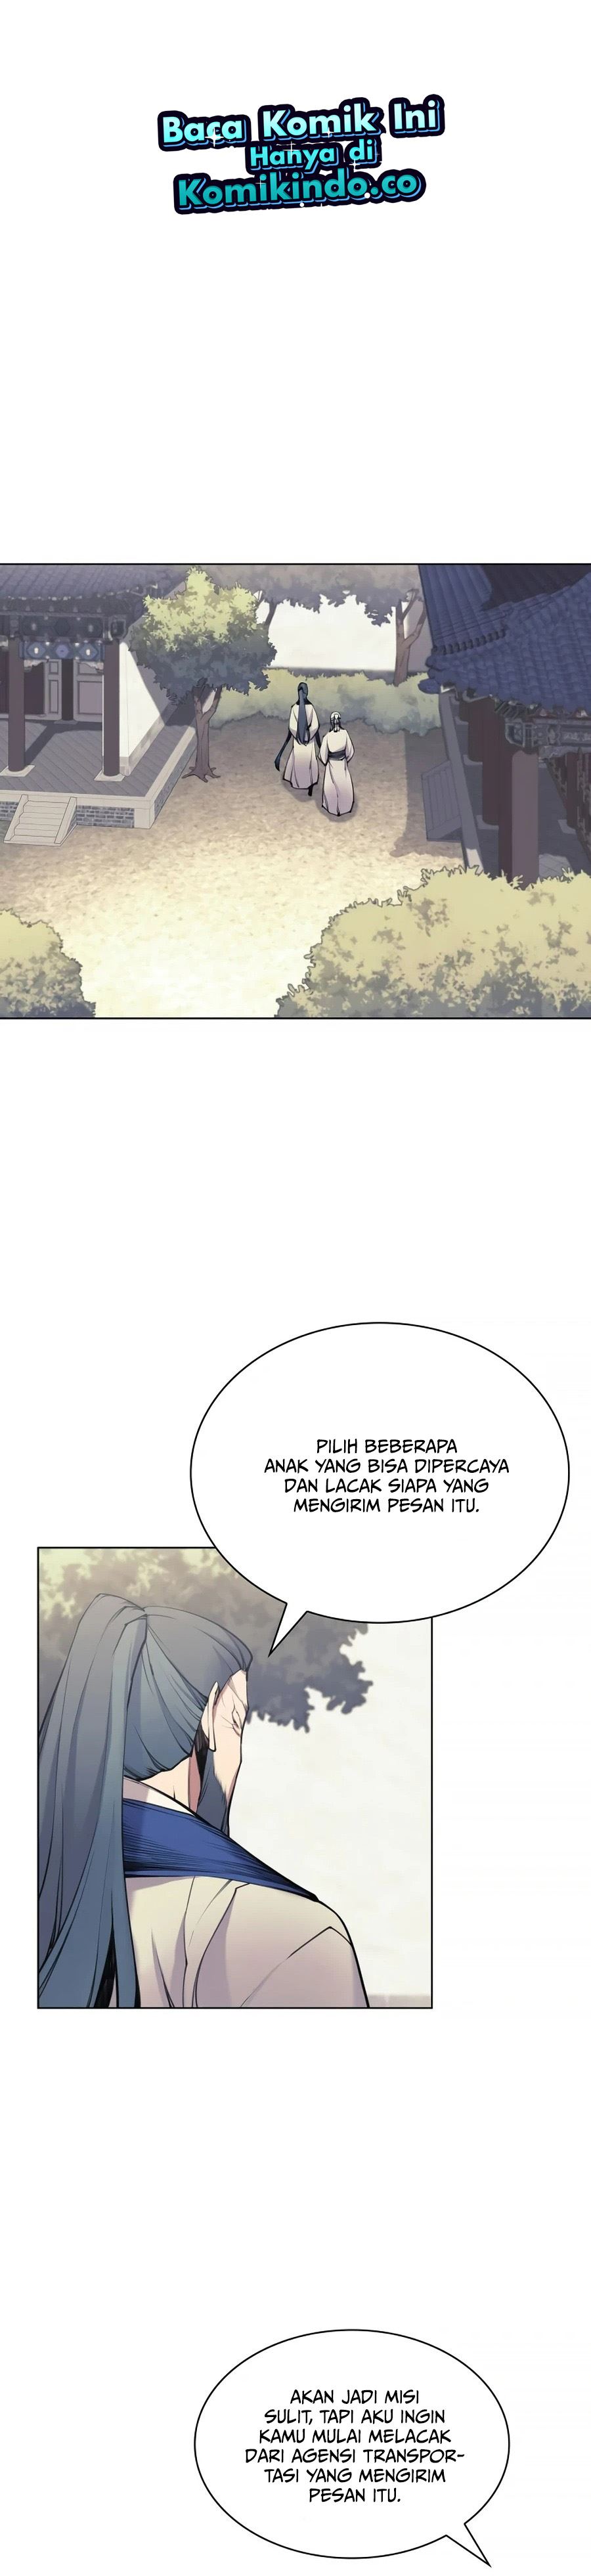 Baca Komik Ini
Hanya di
Komikindo.co
PILIH BEBERAPA
ANAK YANG BISA DIPERCAYA
DAN LACAK SIAPA YANG
MENGIRIM PESAN ITU.
AKAN JADI MISI
SULIT, TAPI AKU INGIN
KAMU MULAI MELACAK
DARI AGENSI TRANSPOR-
TASI YANG MENGIRIM
PESAN ITU.